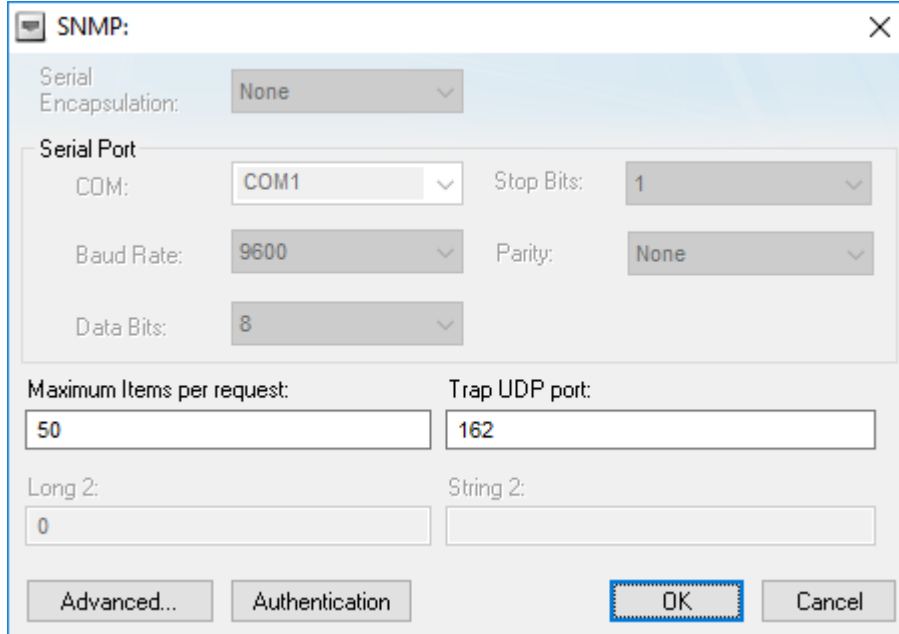 SNMP:
Serial
Encapsulation:
None
Serial Port
COM:
COM1
Stop Bits:
1
Baud Rate:
9600
Parity:
None
Data Bits:
8
Maximum Items per request:
Trap UDP port:
50
162
Long 2:
String 2:
0
Advanced...
Authentication
OK
Cancel